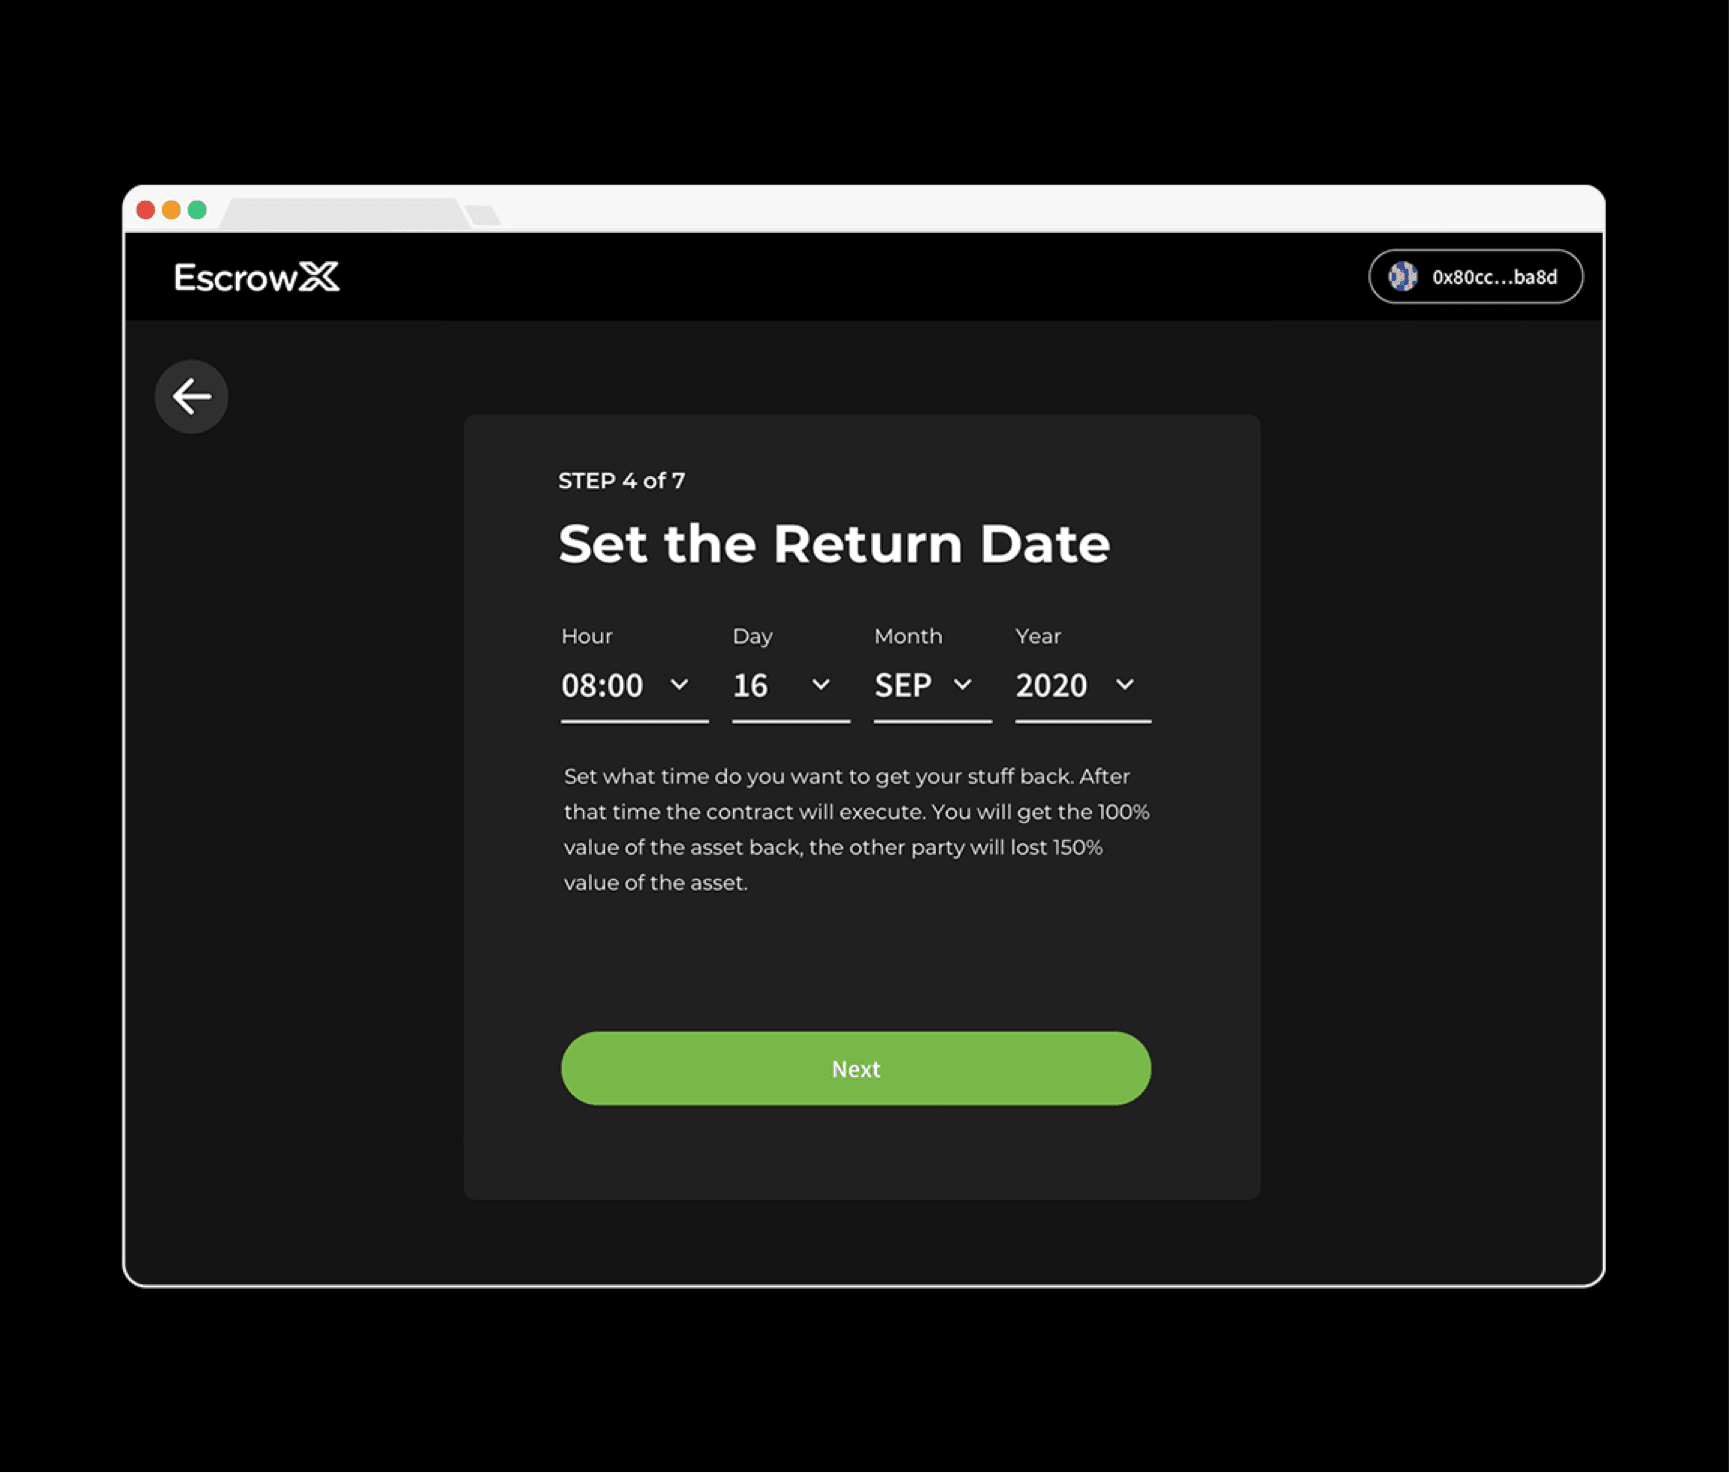 EscrowX
0x80cc...ba8d
STEP 4 of 7
Set the Return Date
Hour Day Month Year
08:00 16 SEP 2020
Set what time do you want to get your stuff back. After
that time the contract will execute. You will get the 100%
value of the asset back, the other party will lost 150%
value of the asset.
Next